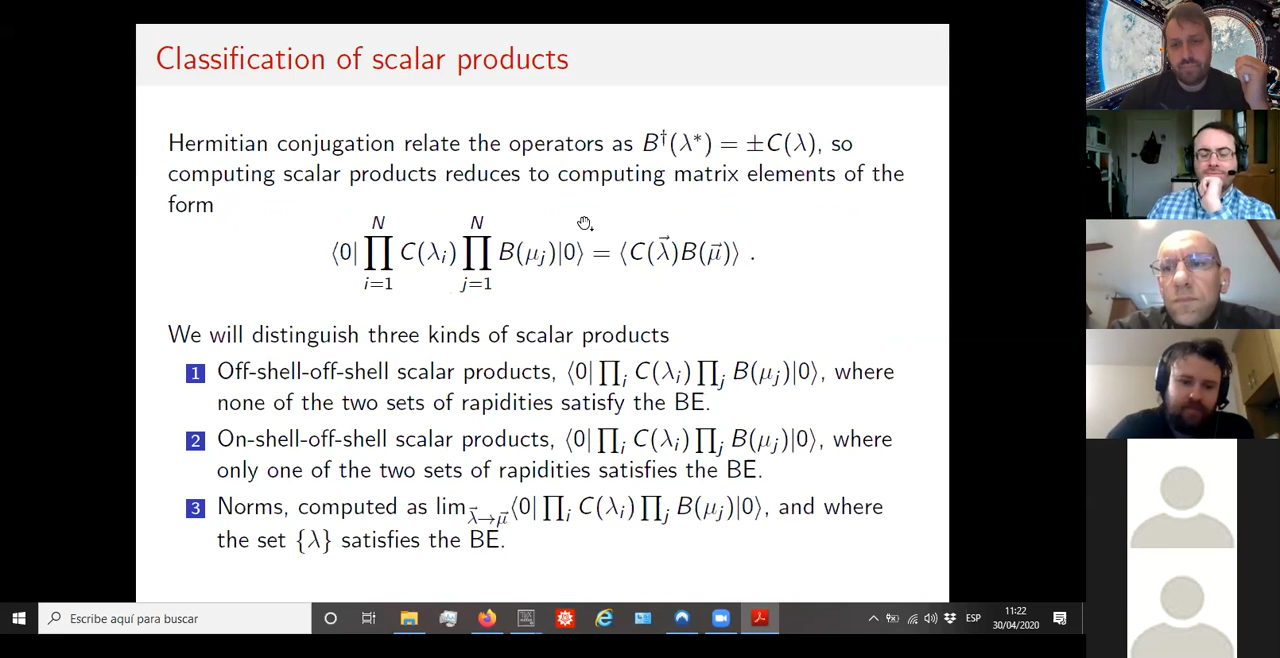 Classification of scalar products
Hermitian conjugation relate the operators as B†(λ*) = ±C(λ), so
computing scalar products reduces to computing matrix elements of the
form
⟨0| ∏_{i=1}^{N} C(λ_i) ∏_{j=1}^{N} B(μ_j)|0⟩ = ⟨C(λ⃗)B(μ⃗)⟩ .
We will distinguish three kinds of scalar products
1 Off-shell-off-shell scalar products, ⟨0| ∏_i C(λ_i) ∏_j B(μ_j)|0⟩, where
none of the two sets of rapidities satisfy the BE.
2 On-shell-off-shell scalar products, ⟨0| ∏_i C(λ_i) ∏_j B(μ_j)|0⟩, where
only one of the two sets of rapidities satisfies the BE.
3 Norms, computed as lim_{λ⃗→μ⃗}⟨0| ∏_i C(λ_i) ∏_j B(μ_j)|0⟩, and where
the set {λ} satisfies the BE.
Escribe aquí para buscar
ESP
11:22
30/04/2020